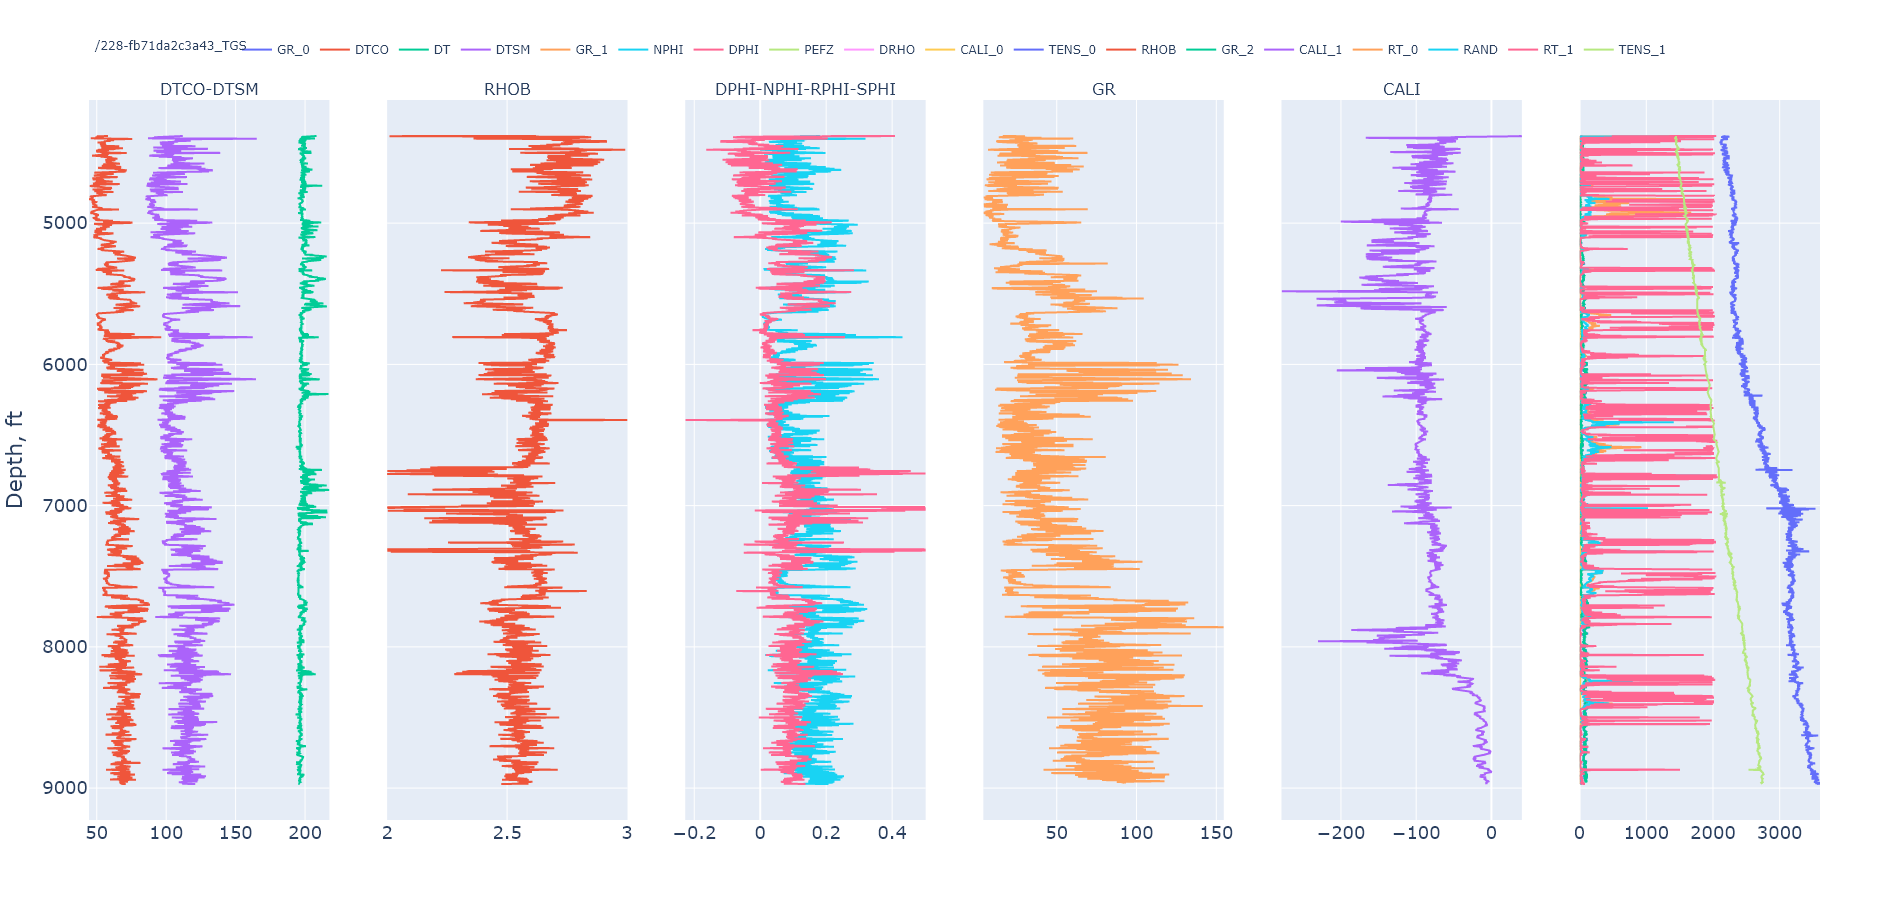 /228-fb71da2c3a43_TGS GR_0 DTCO DT DTSM GR_1 NPHI DPHI PEFZ DRHO CALI_0 TENS_0 RHOB GR_2 CALI_1 RT_0 RAND RT_1 TENS_1
DTCO-DTSM RHOB DPHI-NPHI-RPHI-SPHI GR CALI
Depth, ft
5000
6000
7000
8000
9000
50 100 150 200 2 2.5 3 −0.2 0 0.2 0.4 50 100 150 −200 −100 0 0 1000 2000 3000